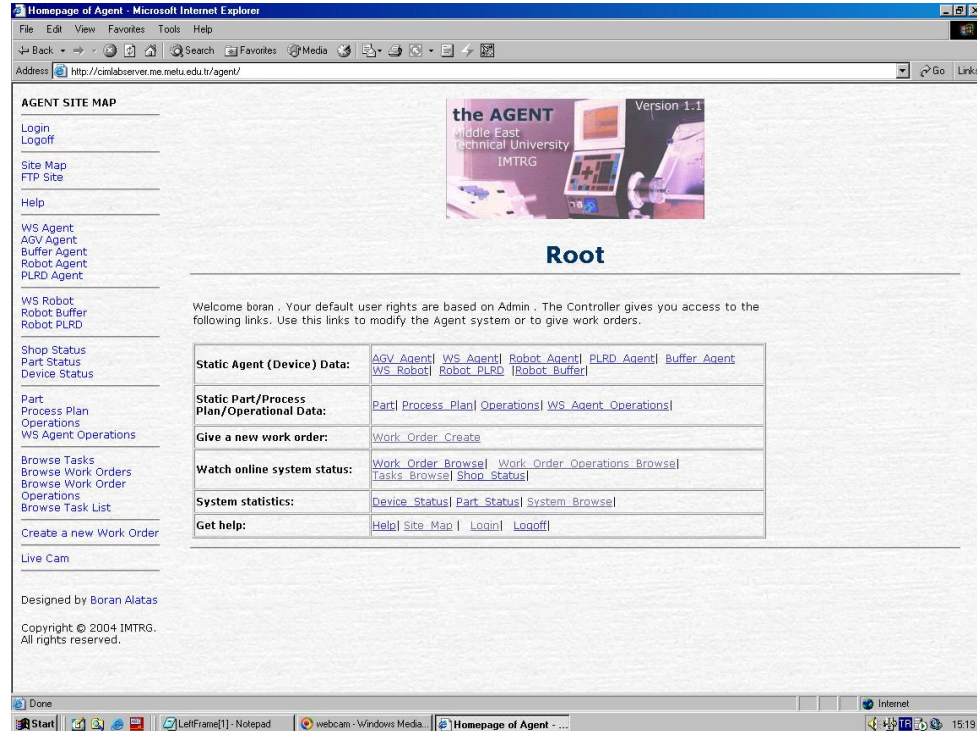 Homepage of Agent - Microsoft Internet Explorer
File Edit View Favorites Tools Help
Back Search Favorites Media
Address http://cimlabserver.me.metu.edu.tr/agent/ Go Links
AGENT SITE MAP
Login
Logoff
Site Map
FTP Site
Help
WS Agent
AGV Agent
Buffer Agent
Robot Agent
PLRD Agent
WS Robot
Robot Buffer
Robot PLRD
Shop Status
Part Status
Device Status
Part
Process Plan
Operations
WS Agent Operations
Browse Tasks
Browse Work Orders
Browse Work Order
Operations
Browse Task List
Create a new Work Order
Live Cam
Designed by Boran Alatas
Copyright © 2004 IMTRG.
All rights reserved.
the AGENT Version 1.1
Middle East
Technical University
IMTRG
Root
Welcome boran . Your default user rights are based on Admin . The Controller gives you access to the
following links. Use this links to modify the Agent system or to give work orders.
Static Agent (Device) Data:
AGV Agent| WS Agent| Robot Agent| PLRD Agent| Buffer Agent
WS Robot| Robot PLRD |Robot Buffer|
Static Part/Process
Plan/Operational Data:
Part| Process Plan| Operations| WS Agent Operations|
Give a new work order: Work Order Create
Watch online system status:
Work Order Browse| Work Order Operations Browse|
Tasks Browse| Shop Status|
System statistics: Device Status| Part Status| System Browse|
Get help: Help| Site Map | Login| Logoff|
Done Internet
Start LeftFrame[1] - Notepad webcam - Windows Media... Homepage of Agent - ... TR 15:19